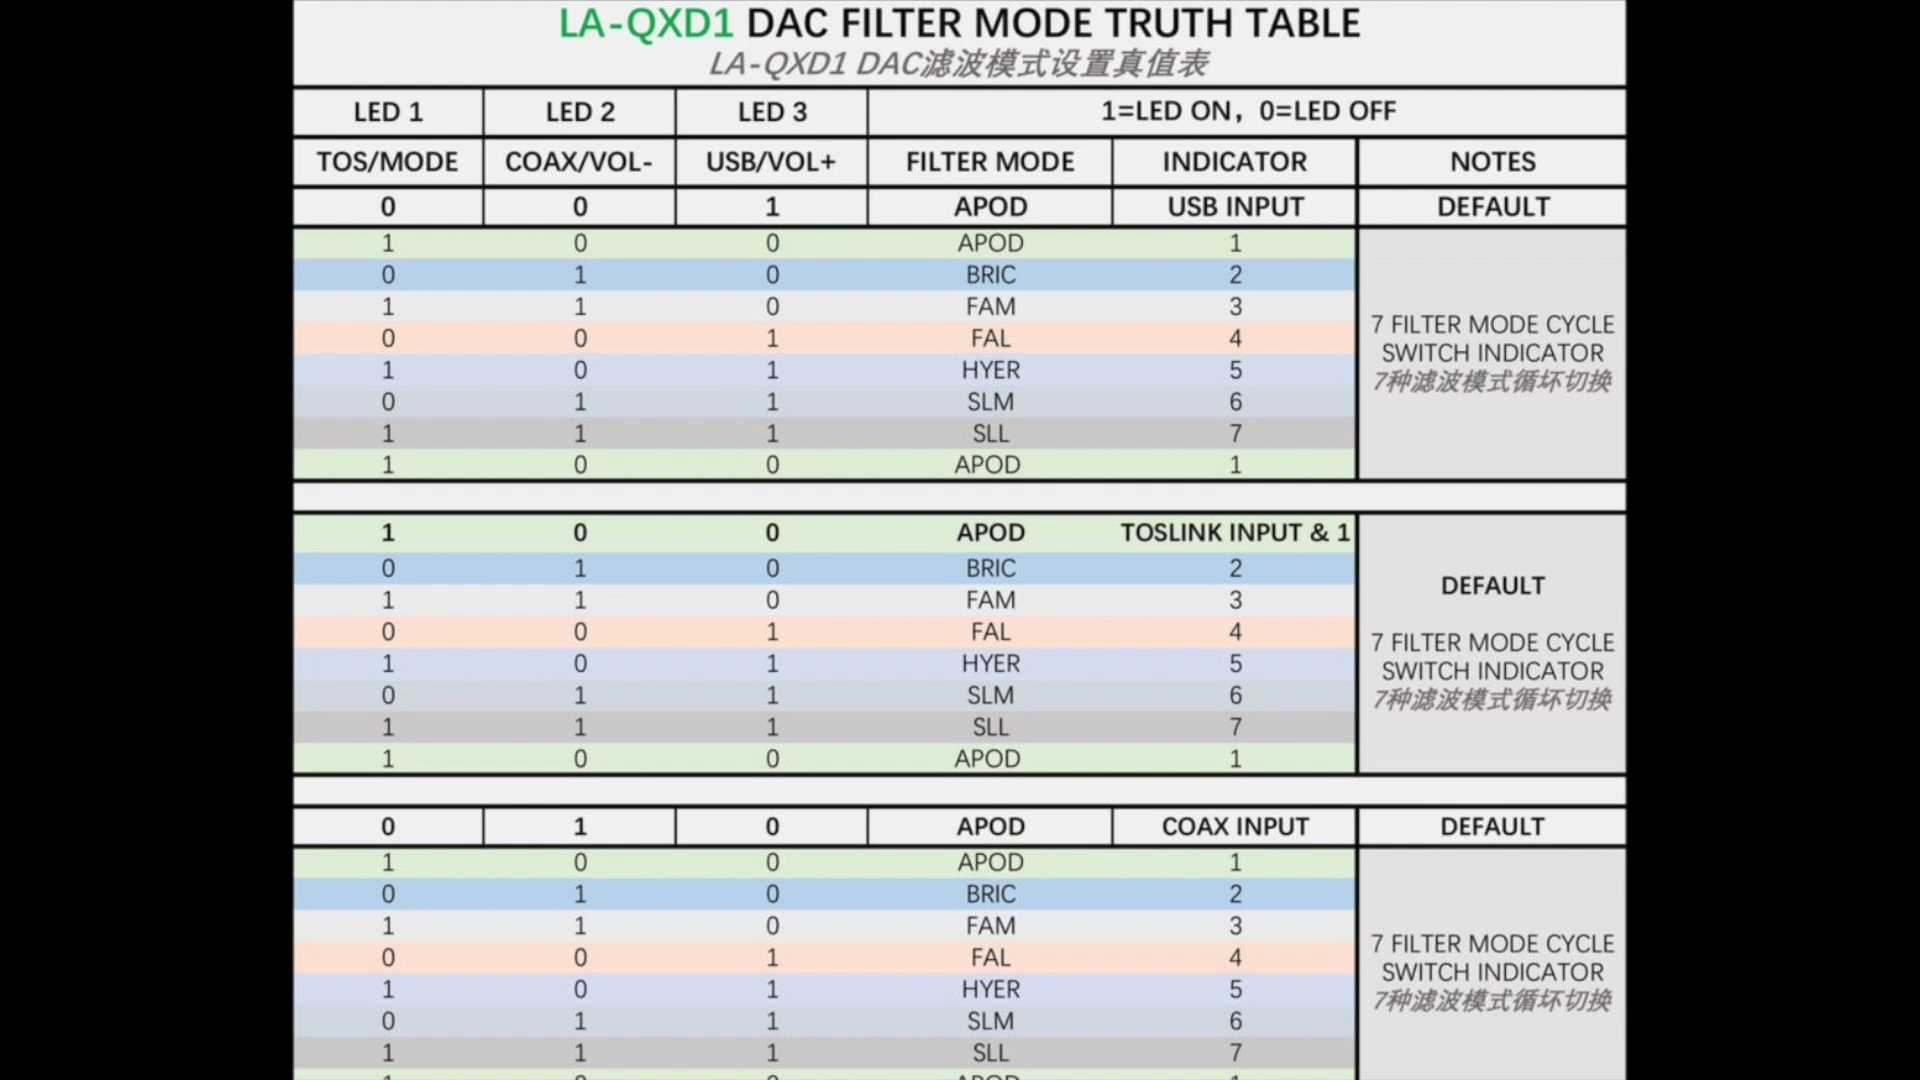 LA-QXD1 DAC FILTER MODE TRUTH TABLE
LA-QXD1 DAC滤波模式设置真值表
LED 1 LED 2 LED 3 1=LED ON，0=LED OFF
TOS/MODE COAX/VOL- USB/VOL+ FILTER MODE INDICATOR NOTES
0 0 1 APOD USB INPUT DEFAULT
1 0 0 APOD 1
0 1 0 BRIC 2
1 1 0 FAM 3
0 0 1 FAL 4
1 0 1 HYER 5
0 1 1 SLM 6
1 1 1 SLL 7
1 0 0 APOD 1
7 FILTER MODE CYCLE
SWITCH INDICATOR
7种滤波模式循环切换
1 0 0 APOD TOSLINK INPUT & 1
0 1 0 BRIC 2
1 1 0 FAM 3
0 0 1 FAL 4
1 0 1 HYER 5
0 1 1 SLM 6
1 1 1 SLL 7
1 0 0 APOD 1
DEFAULT
7 FILTER MODE CYCLE
SWITCH INDICATOR
7种滤波模式循环切换
0 1 0 APOD COAX INPUT DEFAULT
1 0 0 APOD 1
0 1 0 BRIC 2
1 1 0 FAM 3
0 0 1 FAL 4
1 0 1 HYER 5
0 1 1 SLM 6
1 1 1 SLL 7
7 FILTER MODE CYCLE
SWITCH INDICATOR
7种滤波模式循环切换